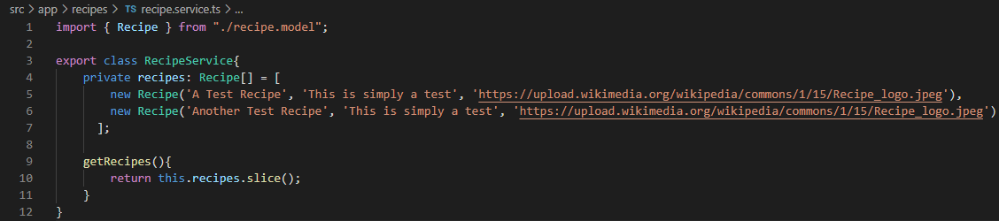 src > app > recipes > TS recipe.service.ts > ...
1 import { Recipe } from "./recipe.model";
2
3 export class RecipeService{
4     private recipes: Recipe[] = [
5         new Recipe('A Test Recipe', 'This is simply a test', 'https://upload.wikimedia.org/wikipedia/commons/1/15/Recipe_logo.jpeg'),
6         new Recipe('Another Test Recipe', 'This is simply a test', 'https://upload.wikimedia.org/wikipedia/commons/1/15/Recipe_logo.jpeg')
7       ];
8
9     getRecipes(){
10         return this.recipes.slice();
11     }
12 }